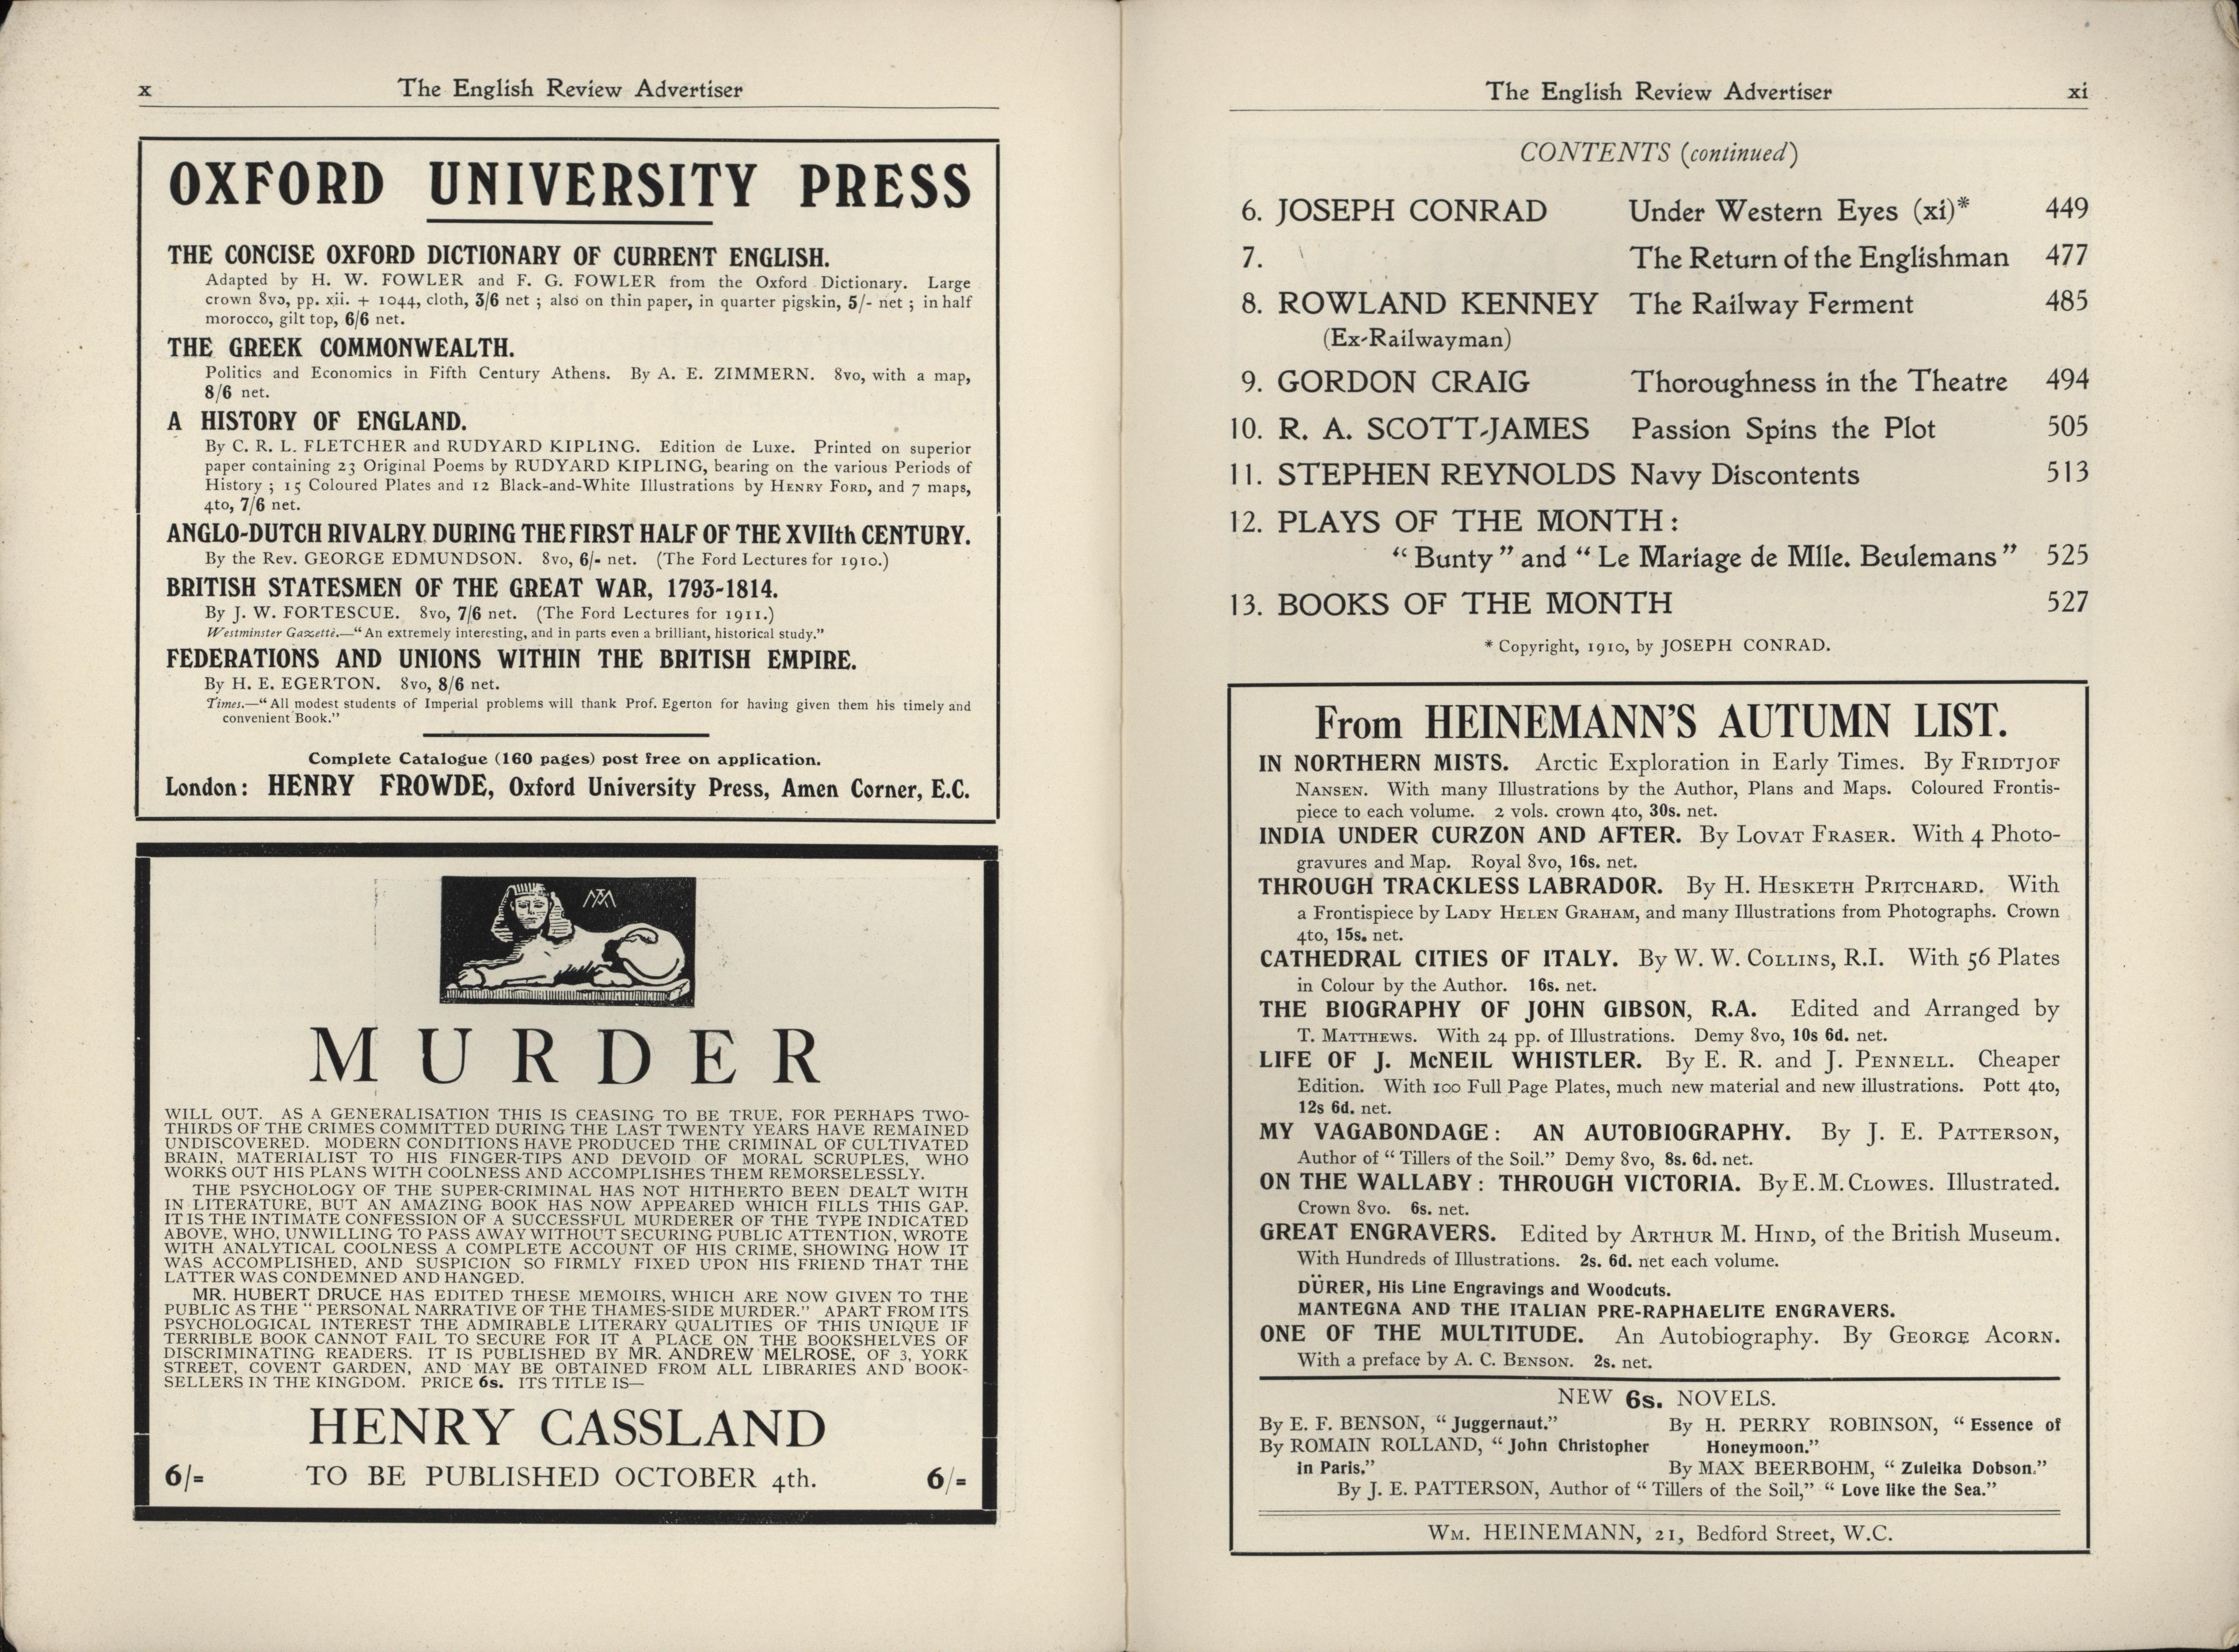 x
The English Review Advertiser
OXFORD UNIVERSITY PRESS
THE CONCISE OXFORD DICTIONARY OF CURRENT ENGLISH.
Adapted by H. W. FOWLER and F. G. FOWLER from the Oxford Dictionary. Large
crown 8vo, pp. xii. + 1044, cloth, 3/6 net ; also on thin paper, in quarter pigskin, 5/- net ; in half
morocco, gilt top, 6/6 net.
THE GREEK COMMONWEALTH.
Politics and Economics in Fifth Century Athens. By A. E. ZIMMERN. 8vo, with a map,
8/6 net.
A HISTORY OF ENGLAND.
By C. R. L. FLETCHER and RUDYARD KIPLING. Edition de Luxe. Printed on superior
paper containing 23 Original Poems by RUDYARD KIPLING, bearing on the various Periods of
History ; 15 Coloured Plates and 12 Black-and-White Illustrations by HENRY FORD, and 7 maps,
4to, 7/6 net.
ANGLO-DUTCH RIVALRY DURING THE FIRST HALF OF THE XVIIth CENTURY.
By the Rev. GEORGE EDMUNDSON. 8vo, 6/- net. (The Ford Lectures for 1910.)
BRITISH STATESMEN OF THE GREAT WAR, 1793-1814.
By J. W. FORTESCUE. 8vo, 7/6 net. (The Ford Lectures for 1911.)
Westminster Gazette.—“An extremely interesting, and in parts even a brilliant, historical study.”
FEDERATIONS AND UNIONS WITHIN THE BRITISH EMPIRE.
By H. E. EGERTON. 8vo, 8/6 net.
Times.—“All modest students of Imperial problems will thank Prof. Egerton for having given them his timely and
convenient Book.”
Complete Catalogue (160 pages) post free on application.
London: HENRY FROWDE, Oxford University Press, Amen Corner, E.C.
MURDER
WILL OUT. AS A GENERALISATION THIS IS CEASING TO BE TRUE, FOR PERHAPS TWO-
THIRDS OF THE CRIMES COMMITTED DURING THE LAST TWENTY YEARS HAVE REMAINED
UNDISCOVERED. MODERN CONDITIONS HAVE PRODUCED THE CRIMINAL OF CULTIVATED
BRAIN, MATERIALIST TO HIS FINGER-TIPS AND DEVOID OF MORAL SCRUPLES, WHO
WORKS OUT HIS PLANS WITH COOLNESS AND ACCOMPLISHES THEM REMORSELESSLY.
THE PSYCHOLOGY OF THE SUPER-CRIMINAL HAS NOT HITHERTO BEEN DEALT WITH
IN LITERATURE, BUT AN AMAZING BOOK HAS NOW APPEARED WHICH FILLS THIS GAP.
IT IS THE INTIMATE CONFESSION OF A SUCCESSFUL MURDERER OF THE TYPE INDICATED
ABOVE, WHO, UNWILLING TO PASS AWAY WITHOUT SECURING PUBLIC ATTENTION, WROTE
WITH ANALYTICAL COOLNESS A COMPLETE ACCOUNT OF HIS CRIME, SHOWING HOW IT
WAS ACCOMPLISHED, AND SUSPICION SO FIRMLY FIXED UPON HIS FRIEND THAT THE
LATTER WAS CONDEMNED AND HANGED.
MR. HUBERT DRUCE HAS EDITED THESE MEMOIRS, WHICH ARE NOW GIVEN TO THE
PUBLIC AS THE “PERSONAL NARRATIVE OF THE THAMES-SIDE MURDER.” APART FROM ITS
PSYCHOLOGICAL INTEREST THE ADMIRABLE LITERARY QUALITIES OF THIS UNIQUE IF
TERRIBLE BOOK CANNOT FAIL TO SECURE FOR IT A PLACE ON THE BOOKSHELVES OF
DISCRIMINATING READERS. IT IS PUBLISHED BY MR. ANDREW MELROSE, OF 3, YORK
STREET, COVENT GARDEN, AND MAY BE OBTAINED FROM ALL LIBRARIES AND BOOK-
SELLERS IN THE KINGDOM. PRICE 6s. ITS TITLE IS—
HENRY CASSLAND
6/= TO BE PUBLISHED OCTOBER 4th. 6/=
The English Review Advertiser
xi
CONTENTS (continued)
6. JOSEPH CONRAD Under Western Eyes (xi)* 449
7. The Return of the Englishman 477
8. ROWLAND KENNEY The Railway Ferment 485
(Ex-Railwayman)
9. GORDON CRAIG Thoroughness in the Theatre 494
10. R. A. SCOTT-JAMES Passion Spins the Plot 505
11. STEPHEN REYNOLDS Navy Discontents 513
12. PLAYS OF THE MONTH:
“Bunty” and “Le Mariage de Mlle. Beulemans” 525
13. BOOKS OF THE MONTH 527
* Copyright, 1910, by JOSEPH CONRAD.
From HEINEMANN'S AUTUMN LIST.
IN NORTHERN MISTS. Arctic Exploration in Early Times. By FRIDTJOF
NANSEN. With many Illustrations by the Author, Plans and Maps. Coloured Frontis-
piece to each volume. 2 vols. crown 4to, 30s. net.
INDIA UNDER CURZON AND AFTER. By LOVAT FRASER. With 4 Photo-
gravures and Map. Royal 8vo, 16s. net.
THROUGH TRACKLESS LABRADOR. By H. HESKETH PRITCHARD. With
a Frontispiece by LADY HELEN GRAHAM, and many Illustrations from Photographs. Crown
4to, 15s. net.
CATHEDRAL CITIES OF ITALY. By W. W. COLLINS, R.I. With 56 Plates
in Colour by the Author. 16s. net.
THE BIOGRAPHY OF JOHN GIBSON, R.A. Edited and Arranged by
T. MATTHEWS. With 24 pp. of Illustrations. Demy 8vo, 10s 6d. net.
LIFE OF J. McNEIL WHISTLER. By E. R. and J. PENNELL. Cheaper
Edition. With 100 Full Page Plates, much new material and new illustrations. Pott 4to,
12s 6d. net.
MY VAGABONDAGE: AN AUTOBIOGRAPHY. By J. E. PATTERSON,
Author of “Tillers of the Soil.” Demy 8vo, 8s. 6d. net.
ON THE WALLABY: THROUGH VICTORIA. By E. M. CLOWES. Illustrated.
Crown 8vo. 6s. net.
GREAT ENGRAVERS. Edited by ARTHUR M. HIND, of the British Museum.
With Hundreds of Illustrations. 2s. 6d. net each volume.
DÜRER, His Line Engravings and Woodcuts.
MANTEGNA AND THE ITALIAN PRE-RAPHAELITE ENGRAVERS.
ONE OF THE MULTITUDE. An Autobiography. By GEORGE ACORN.
With a preface by A. C. BENSON. 2s. net.
NEW 6s. NOVELS.
By E. F. BENSON, “Juggernaut.”
By ROMAIN ROLLAND, “John Christopher
in Paris.”
By H. PERRY ROBINSON, “Essence of
Honeymoon.”
By MAX BEERBOHM, “Zuleika Dobson.”
By J. E. PATTERSON, Author of “Tillers of the Soil,” “Love like the Sea.”
WM. HEINEMANN, 21, Bedford Street, W.C.